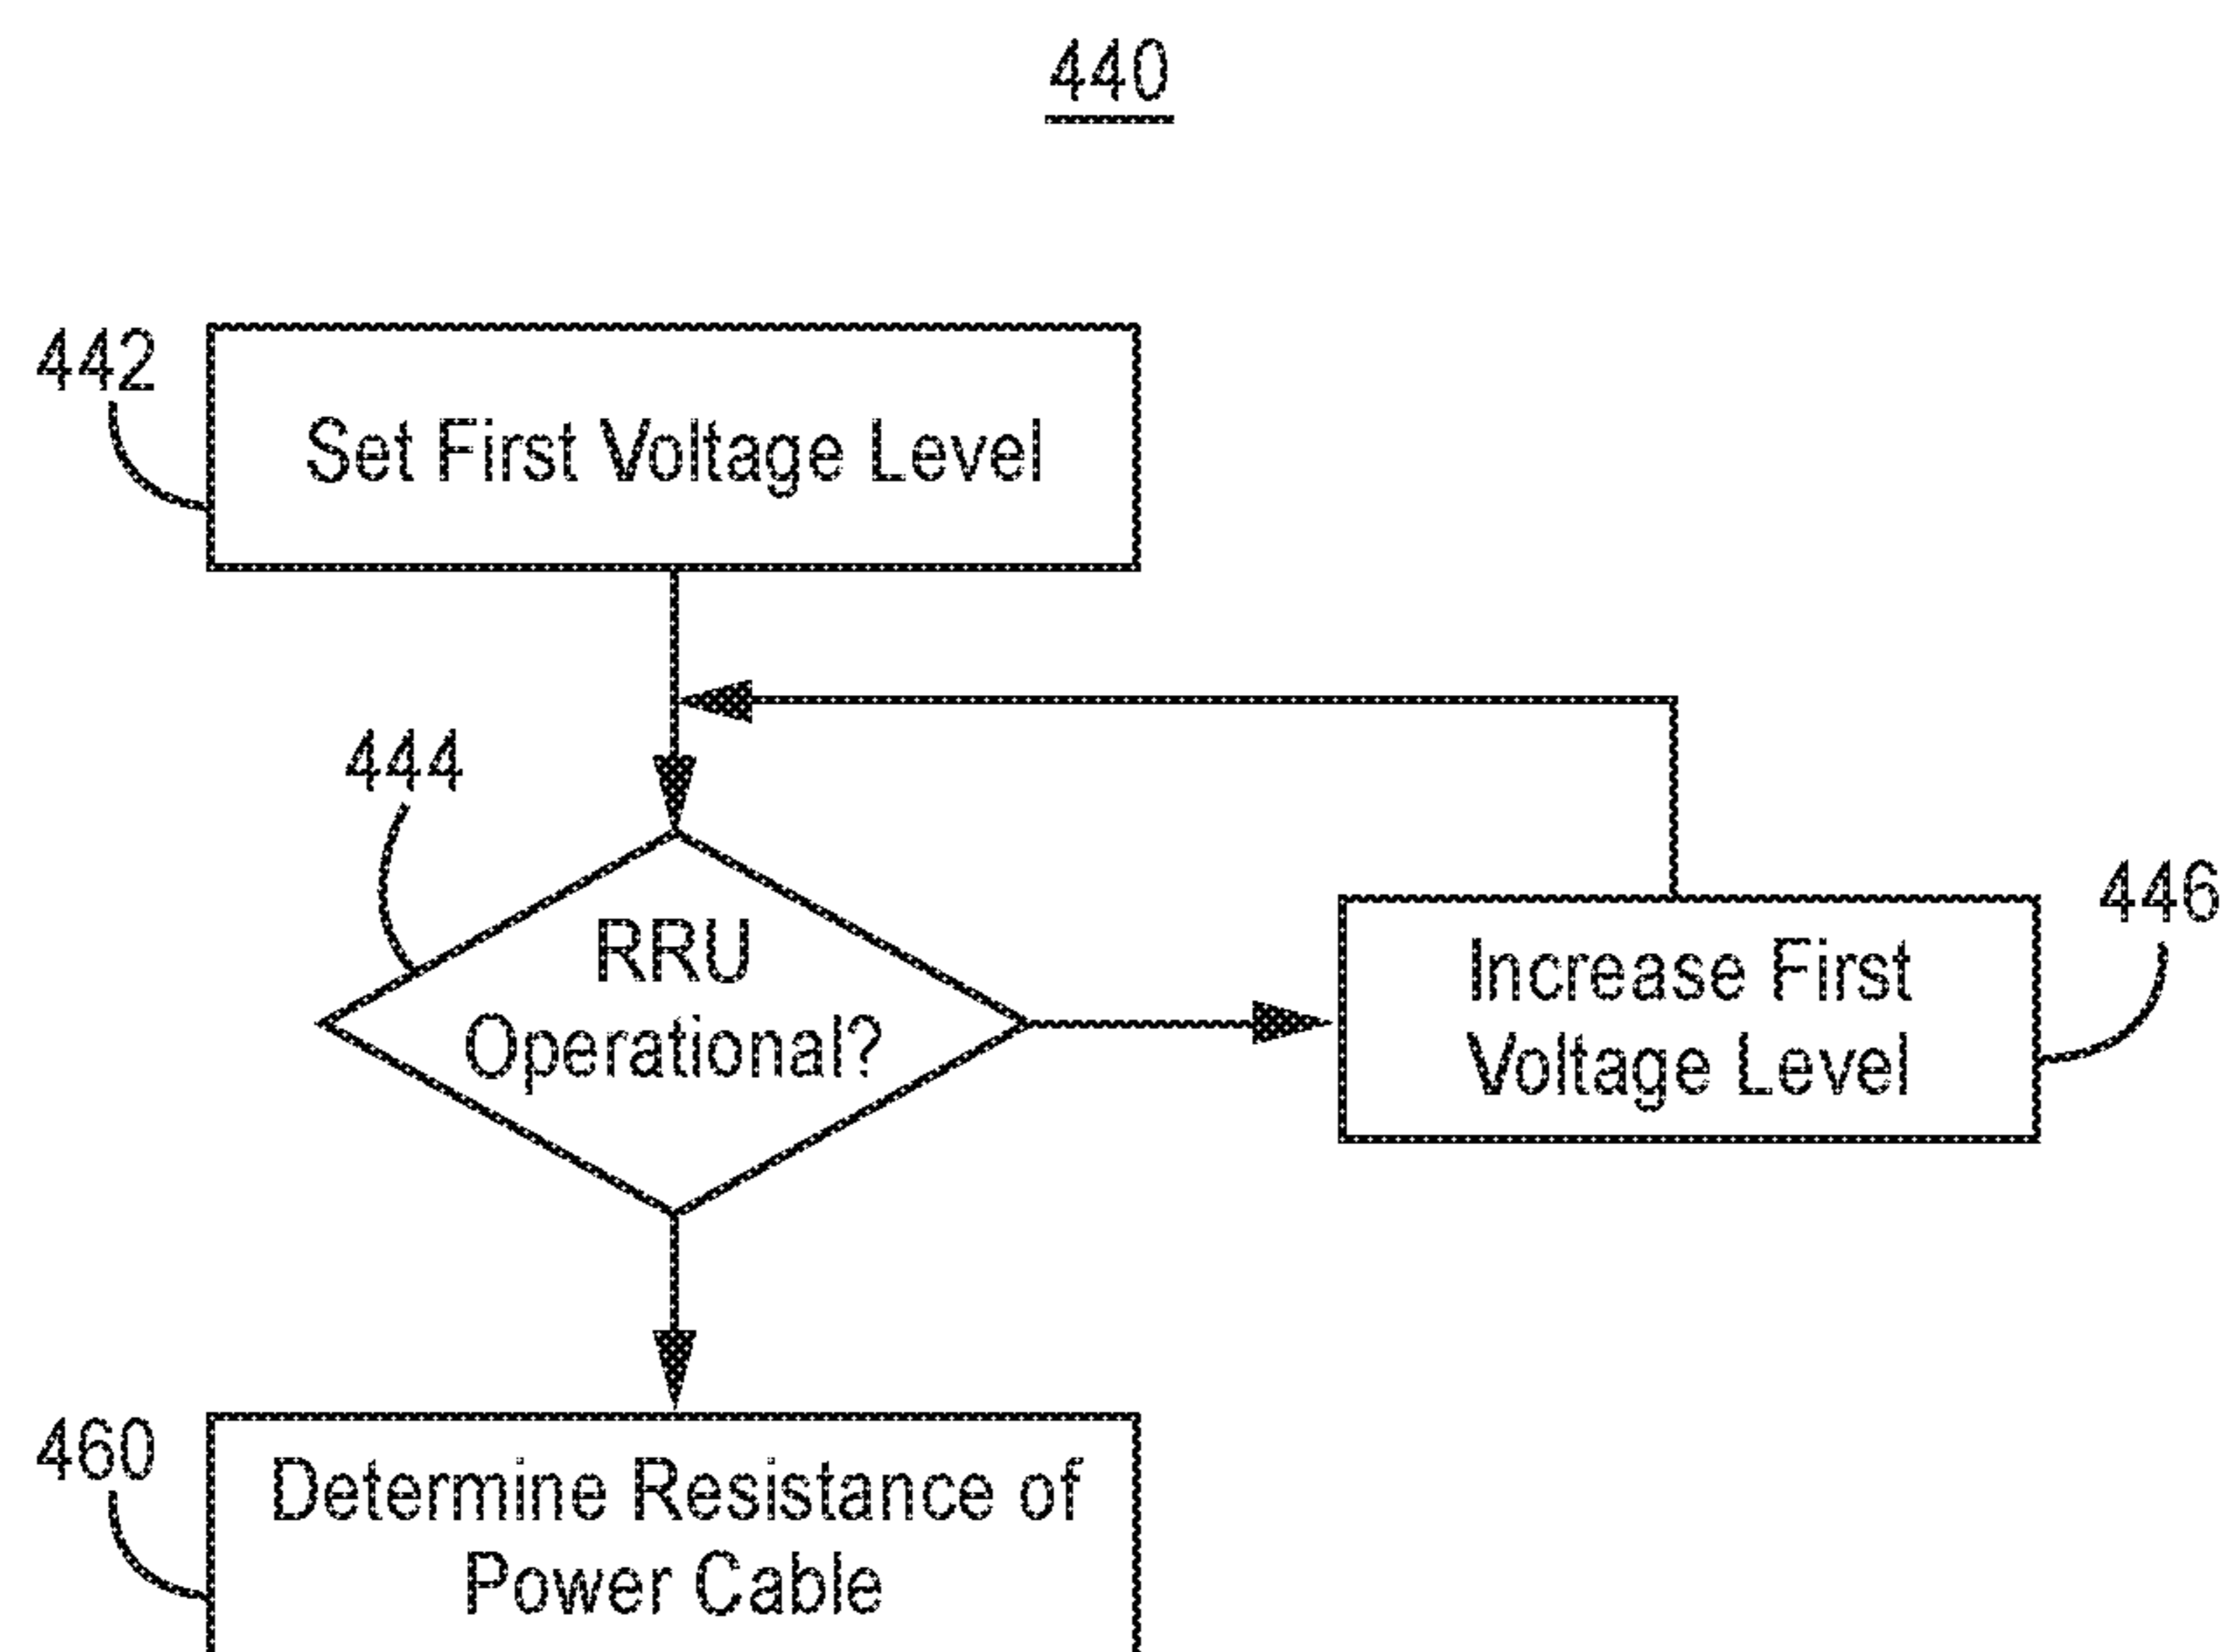 440
442
Set First Voltage Level
444
RRU
Operational?
446
Increase First
Voltage Level
460
Determine Resistance of
Power Cable